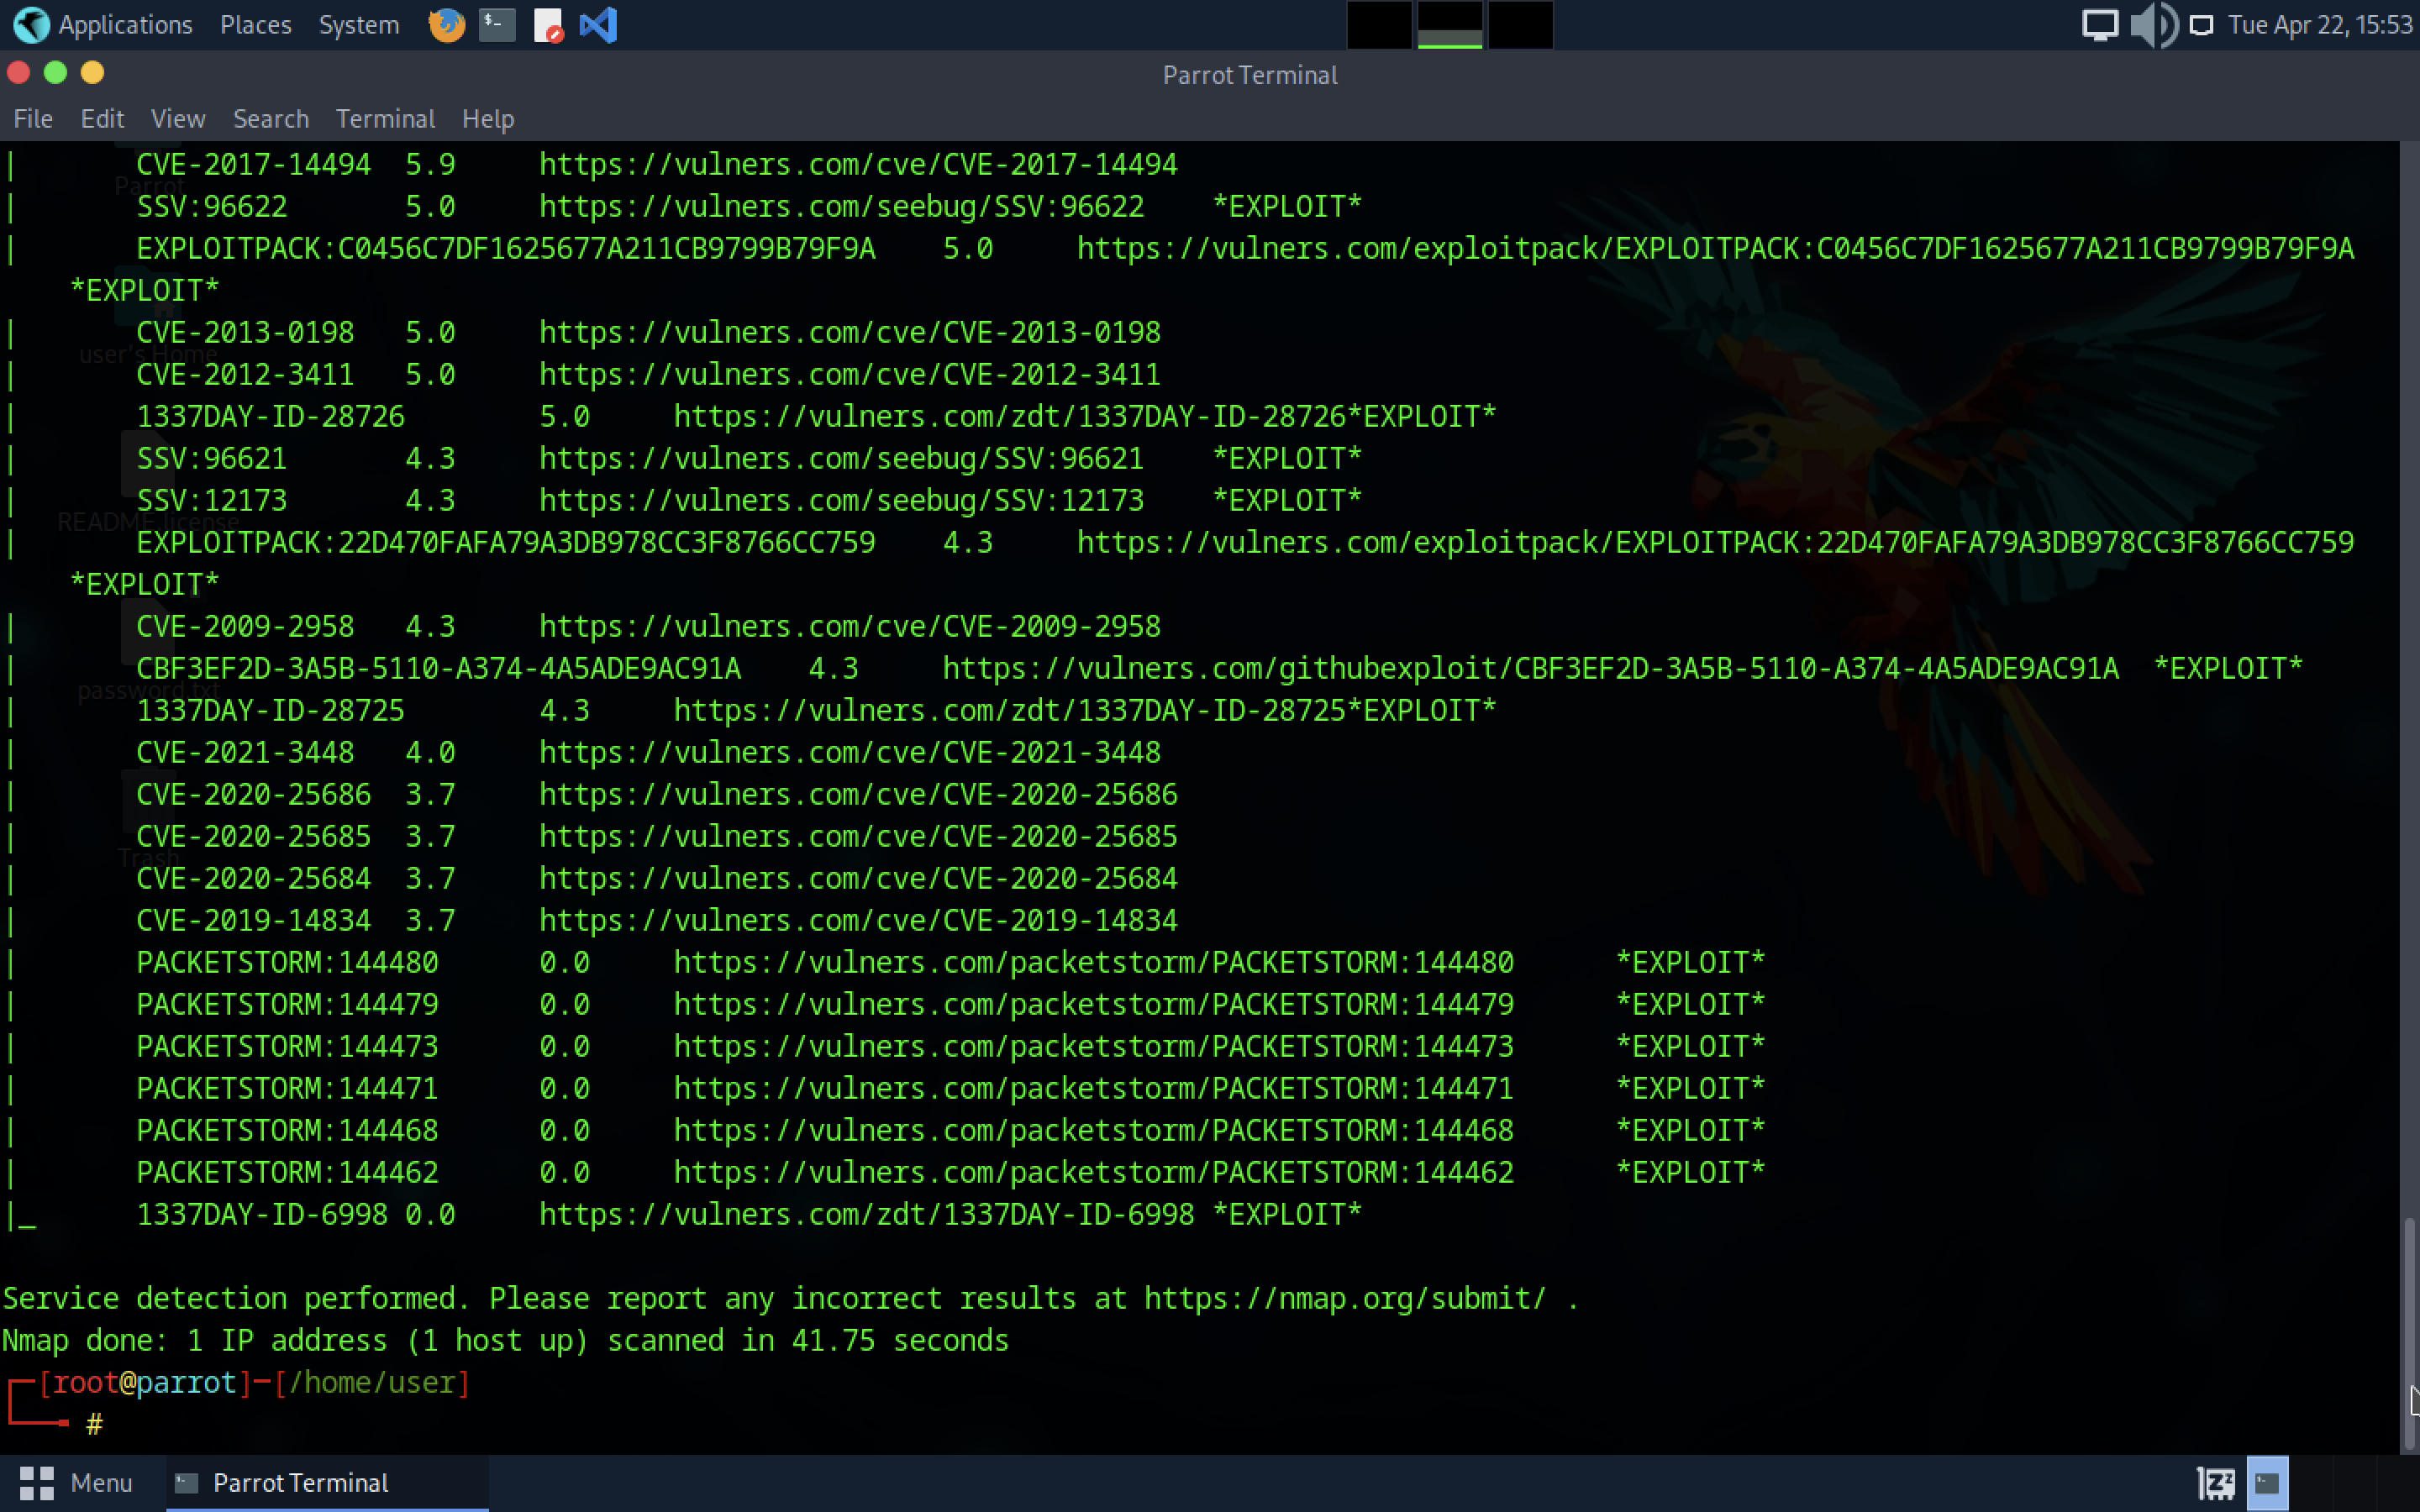 Applications Places System Tue Apr 22, 15:53
Parrot Terminal
File Edit View Search Terminal Help
| CVE-2017-14494 5.9 https://vulners.com/cve/CVE-2017-14494
Parrot
| SSV:96622 5.0 https://vulners.com/seebug/SSV:96622 *EXPLOIT*
| EXPLOITPACK:C0456C7DF1625677A211CB9799B79F9A 5.0 https://vulners.com/exploitpack/EXPLOITPACK:C0456C7DF1625677A211CB9799B79F9A
*EXPLOIT*
| CVE-2013-0198 5.0 https://vulners.com/cve/CVE-2013-0198
user's Home
| CVE-2012-3411 5.0 https://vulners.com/cve/CVE-2012-3411
| 1337DAY-ID-28726 5.0 https://vulners.com/zdt/1337DAY-ID-28726*EXPLOIT*
| SSV:96621 4.3 https://vulners.com/seebug/SSV:96621 *EXPLOIT*
| SSV:12173 4.3 https://vulners.com/seebug/SSV:12173 *EXPLOIT*
README.license
| EXPLOITPACK:22D470FAFA79A3DB978CC3F8766CC759 4.3 https://vulners.com/exploitpack/EXPLOITPACK:22D470FAFA79A3DB978CC3F8766CC759
*EXPLOIT*
| CVE-2009-2958 4.3 https://vulners.com/cve/CVE-2009-2958
| CBF3EF2D-3A5B-5110-A374-4A5ADE9AC91A 4.3 https://vulners.com/githubexploit/CBF3EF2D-3A5B-5110-A374-4A5ADE9AC91A *EXPLOIT*
password.txt
| 1337DAY-ID-28725 4.3 https://vulners.com/zdt/1337DAY-ID-28725*EXPLOIT*
| CVE-2021-3448 4.0 https://vulners.com/cve/CVE-2021-3448
| CVE-2020-25686 3.7 https://vulners.com/cve/CVE-2020-25686
| CVE-2020-25685 3.7 https://vulners.com/cve/CVE-2020-25685
Trash
| CVE-2020-25684 3.7 https://vulners.com/cve/CVE-2020-25684
| CVE-2019-14834 3.7 https://vulners.com/cve/CVE-2019-14834
| PACKETSTORM:144480 0.0 https://vulners.com/packetstorm/PACKETSTORM:144480 *EXPLOIT*
| PACKETSTORM:144479 0.0 https://vulners.com/packetstorm/PACKETSTORM:144479 *EXPLOIT*
| PACKETSTORM:144473 0.0 https://vulners.com/packetstorm/PACKETSTORM:144473 *EXPLOIT*
| PACKETSTORM:144471 0.0 https://vulners.com/packetstorm/PACKETSTORM:144471 *EXPLOIT*
| PACKETSTORM:144468 0.0 https://vulners.com/packetstorm/PACKETSTORM:144468 *EXPLOIT*
| PACKETSTORM:144462 0.0 https://vulners.com/packetstorm/PACKETSTORM:144462 *EXPLOIT*
|_ 1337DAY-ID-6998 0.0 https://vulners.com/zdt/1337DAY-ID-6998 *EXPLOIT*
Service detection performed. Please report any incorrect results at https://nmap.org/submit/ .
Nmap done: 1 IP address (1 host up) scanned in 41.75 seconds
┌─[root@parrot]─[/home/user]
└──╼ #
Menu Parrot Terminal